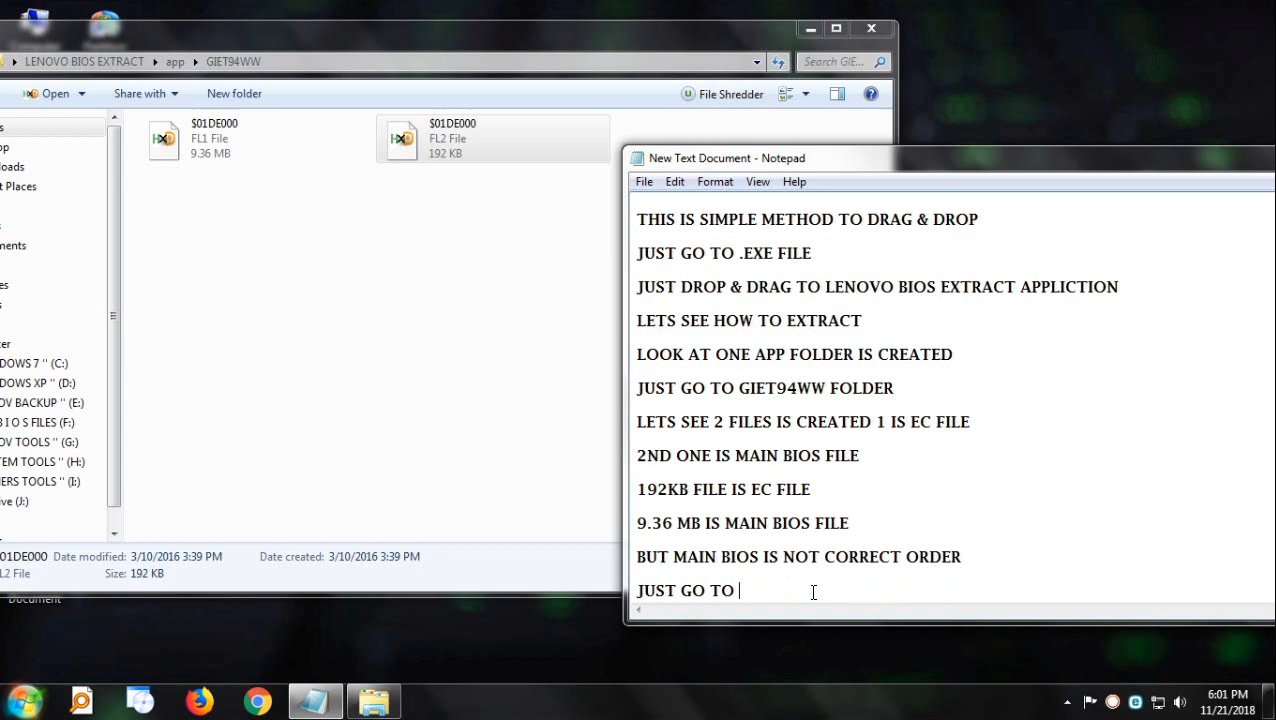 LENOVO BIOS EXTRACT
app
GIET94WW
Search GIE...
Open
Share with
New folder
File Shredder
$01DE000
FL1 File
9.36 MB
$01DE000
FL2 File
192 KB
oads
t Places
ments
DOWS 7 " (C:)
DOWS XP " (D:)
OV BACKUP " (E:)
B I O S FILES (F:)
OV TOOLS " (G:)
TEM TOOLS " (H:)
HERS TOOLS " (I:)
ive (J:)
01DE000 Date modified: 3/10/2016 3:39 PM Date created: 3/10/2016 3:39 PM
L2 File Size: 192 KB
Document
New Text Document - Notepad
File Edit Format View Help
THIS IS SIMPLE METHOD TO DRAG & DROP
JUST GO TO .EXE FILE
JUST DROP & DRAG TO LENOVO BIOS EXTRACT APPLICTION
LETS SEE HOW TO EXTRACT
LOOK AT ONE APP FOLDER IS CREATED
JUST GO TO GIET94WW FOLDER
LETS SEE 2 FILES IS CREATED 1 IS EC FILE
2ND ONE IS MAIN BIOS FILE
192KB FILE IS EC FILE
9.36 MB IS MAIN BIOS FILE
BUT MAIN BIOS IS NOT CORRECT ORDER
JUST GO TO
6:01 PM
11/21/2018